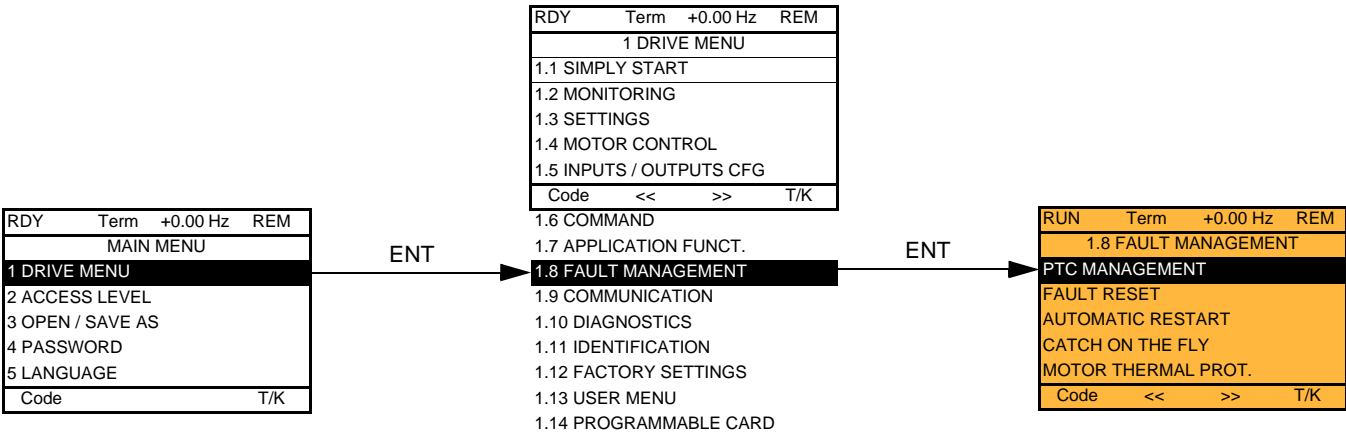 RDY Term +0.00 Hz REM
MAIN MENU
1 DRIVE MENU
2 ACCESS LEVEL
3 OPEN / SAVE AS
4 PASSWORD
5 LANGUAGE
Code T/K
ENT
RDY Term +0.00 Hz REM
1 DRIVE MENU
1.1 SIMPLY START
1.2 MONITORING
1.3 SETTINGS
1.4 MOTOR CONTROL
1.5 INPUTS / OUTPUTS CFG
Code << >> T/K
1.6 COMMAND
1.7 APPLICATION FUNCT.
1.8 FAULT MANAGEMENT
1.9 COMMUNICATION
1.10 DIAGNOSTICS
1.11 IDENTIFICATION
1.12 FACTORY SETTINGS
1.13 USER MENU
1.14 PROGRAMMABLE CARD
ENT
RUN Term +0.00 Hz REM
1.8 FAULT MANAGEMENT
PTC MANAGEMENT
FAULT RESET
AUTOMATIC RESTART
CATCH ON THE FLY
MOTOR THERMAL PROT.
Code << >> T/K